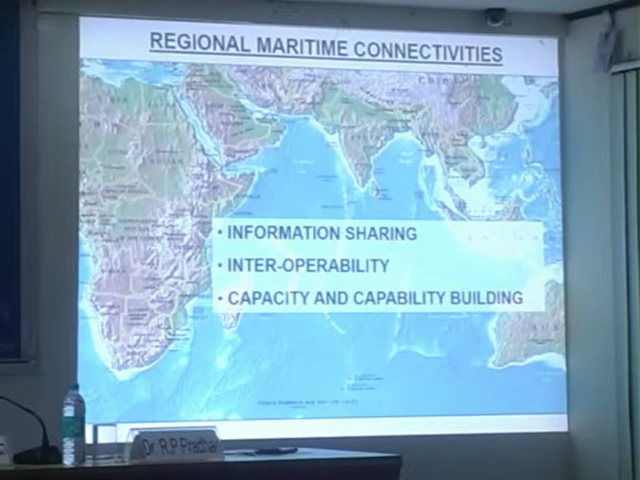 REGIONAL MARITIME CONNECTIVITIES
• INFORMATION SHARING
• INTER-OPERABILITY
• CAPACITY AND CAPABILITY BUILDING
Dr. R.P Pradhan